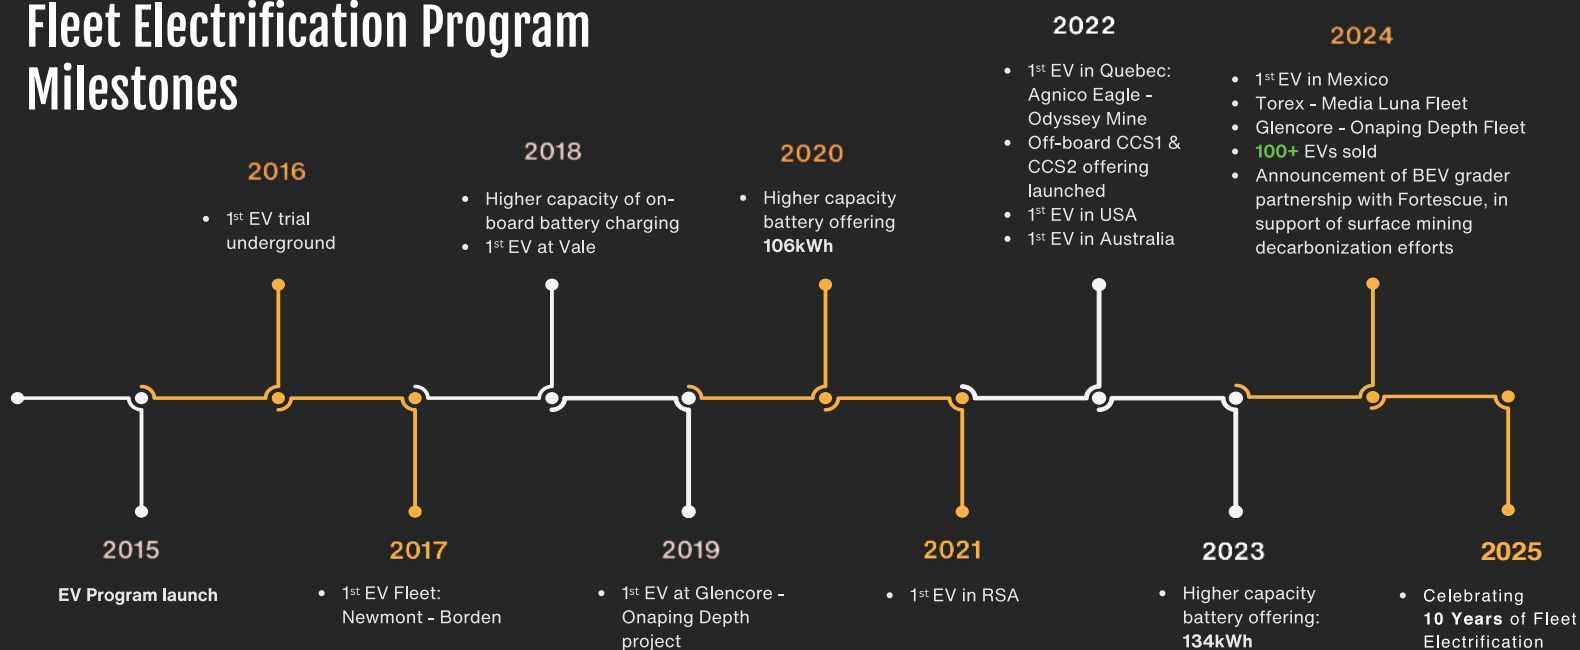 Fleet Electrification Program
Milestones
2015
EV Program launch
2016
• 1st EV trial
underground
2017
• 1st EV Fleet:
Newmont - Borden
2018
• Higher capacity of on-
board battery charging
• 1st EV at Vale
2019
• 1st EV at Glencore -
Onaping Depth
project
2020
• Higher capacity
battery offering
106kWh
2021
• 1st EV in RSA
2022
• 1st EV in Quebec:
Agnico Eagle -
Odyssey Mine
• Off-board CCS1 &
CCS2 offering
launched
• 1st EV in USA
• 1st EV in Australia
2023
• Higher capacity
battery offering:
134kWh
2024
• 1st EV in Mexico
• Torex - Media Luna Fleet
• Glencore - Onaping Depth Fleet
• 100+ EVs sold
• Announcement of BEV grader
partnership with Fortescue, in
support of surface mining
decarbonization efforts
2025
• Celebrating
10 Years of Fleet
Electrification